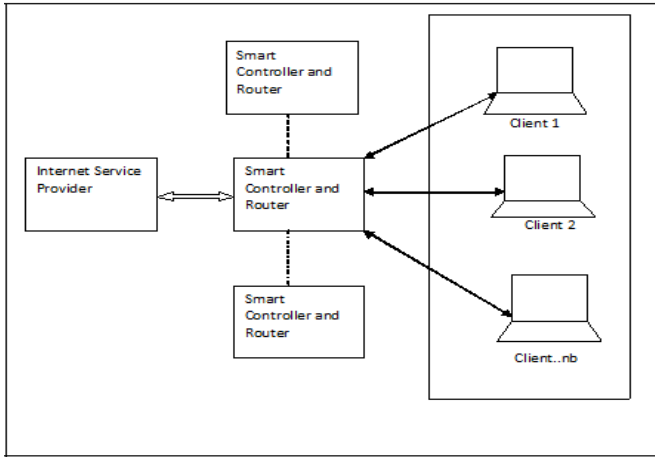 Smart
Controller and
Router
Client 1
Internet Service
Provider
Smart
Controller and
Router
Client 2
Smart
Controller and
Router
Client..nb